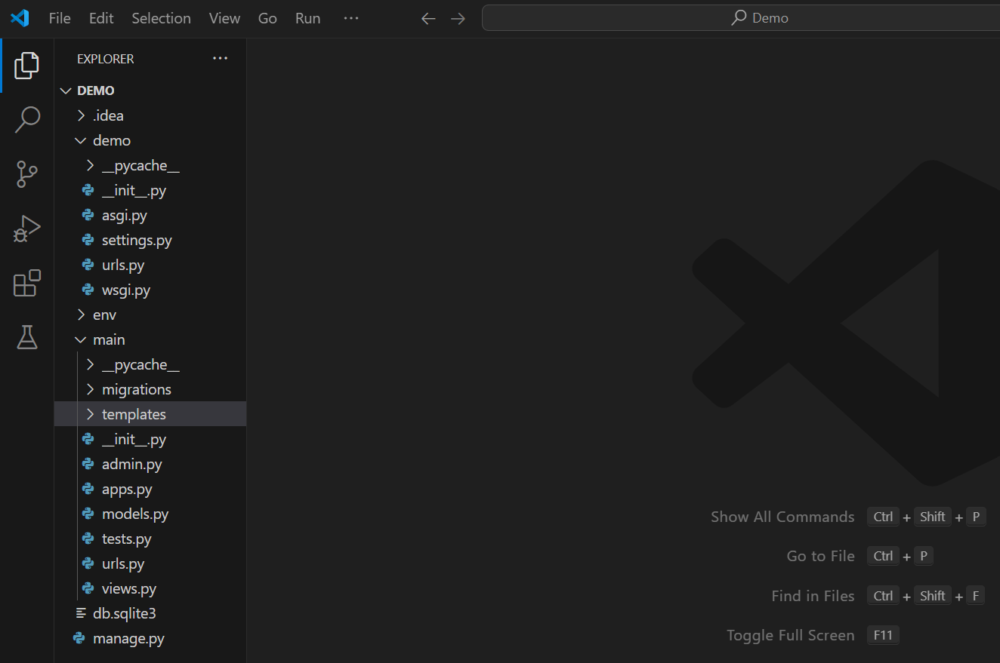 File Edit Selection View Go Run ··· Demo
EXPLORER ···
DEMO
.idea
demo
__pycache__
__init__.py
asgi.py
settings.py
urls.py
wsgi.py
env
main
__pycache__
migrations
templates
__init__.py
admin.py
apps.py
models.py
tests.py
urls.py
views.py
db.sqlite3
manage.py
Show All Commands Ctrl + Shift + P
Go to File Ctrl + P
Find in Files Ctrl + Shift + F
Toggle Full Screen F11